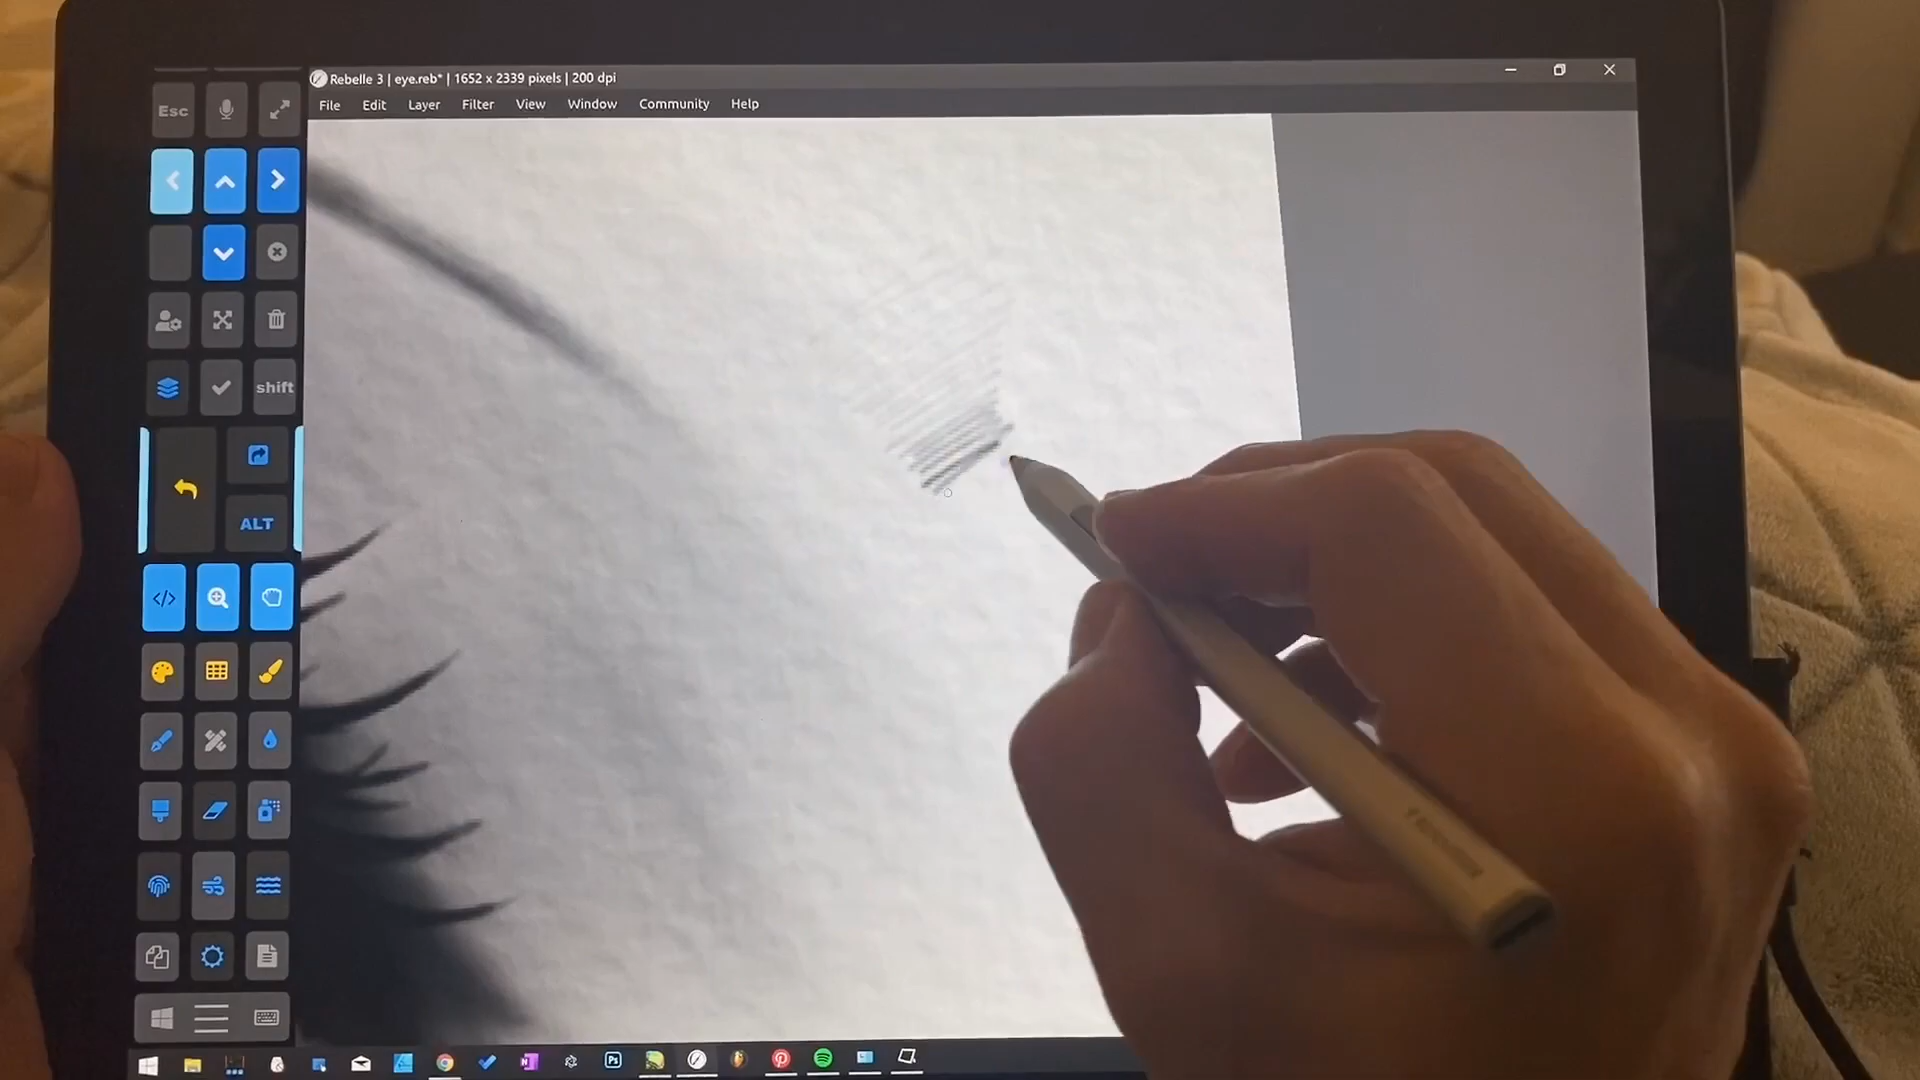 Rebelle 3 | eye.reb* | 1652 x 2339 pixels | 200 dpi
File Edit Layer Filter View Window Community Help
Esc
shift
ALT
</>
Ps